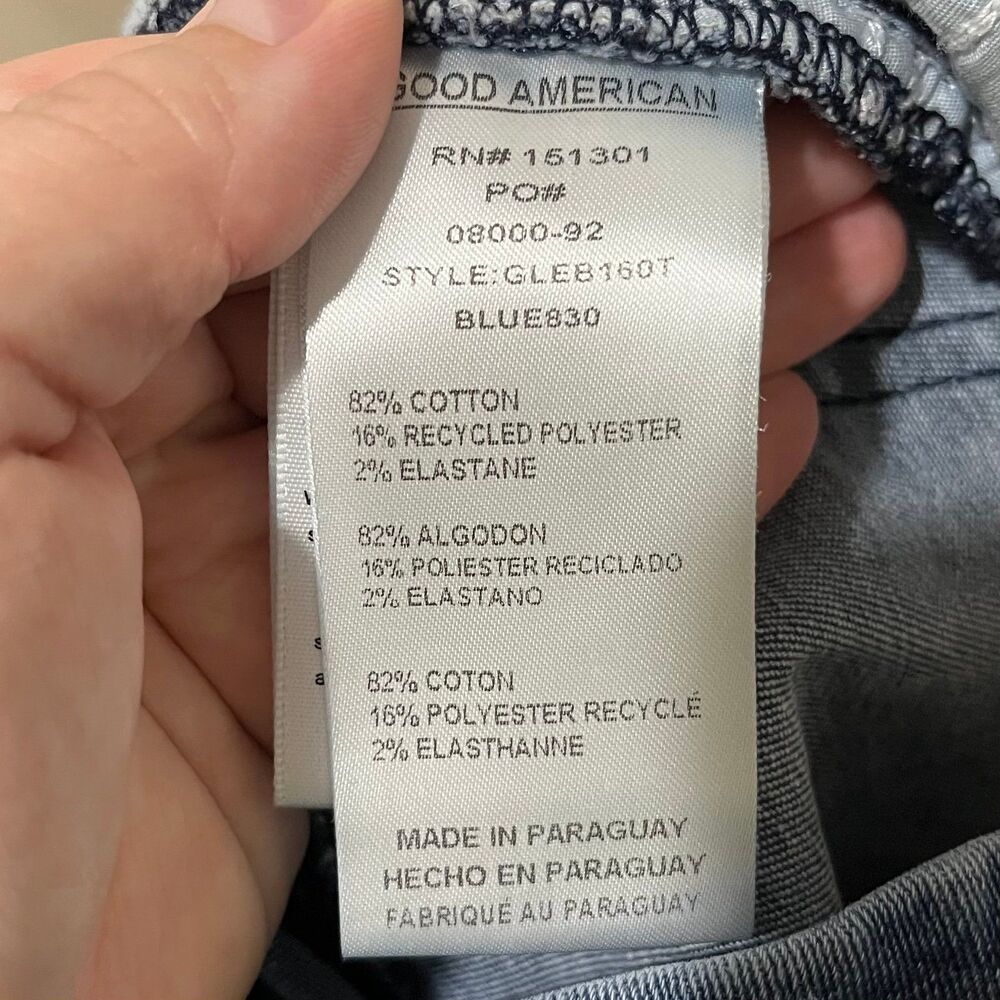 GOOD AMERICAN
RN# 151301
PO#
08000-92
STYLE:GLEB160T
BLUE830
82% COTTON
16% RECYCLED POLYESTER
2% ELASTANE
82% ALGODON
16% POLIESTER RECICLADO
2% ELASTANO
82% COTON
16% POLYESTER RECYCLÉ
2% ELASTHANNE
MADE IN PARAGUAY
HECHO EN PARAGUAY
FABRIQUE AU PARAGUAY